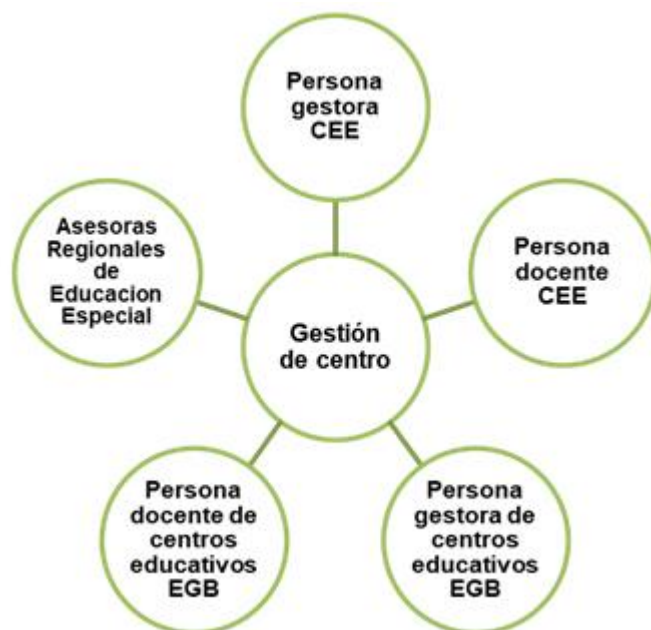 Persona
gestora
CEE
Asesoras
Regionales
de
Educacion
Especial
Persona
docente
CEE
Gestión
de centro
Persona
docente de
centros
educativos
EGB
Persona
gestora de
centros
educativos
EGB